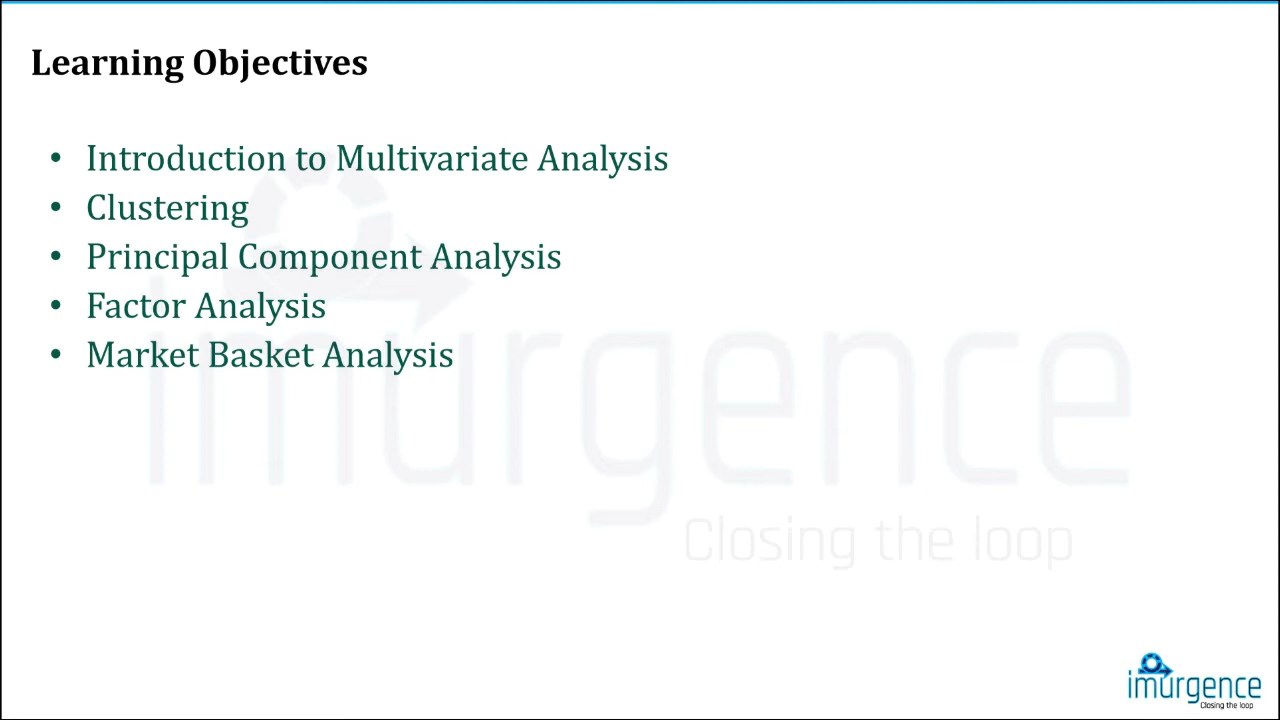 Learning Objectives
• Introduction to Multivariate Analysis
• Clustering
• Principal Component Analysis
• Factor Analysis
• Market Basket Analysis
imurgence
Closing the loop
imurgence
Closing the loop